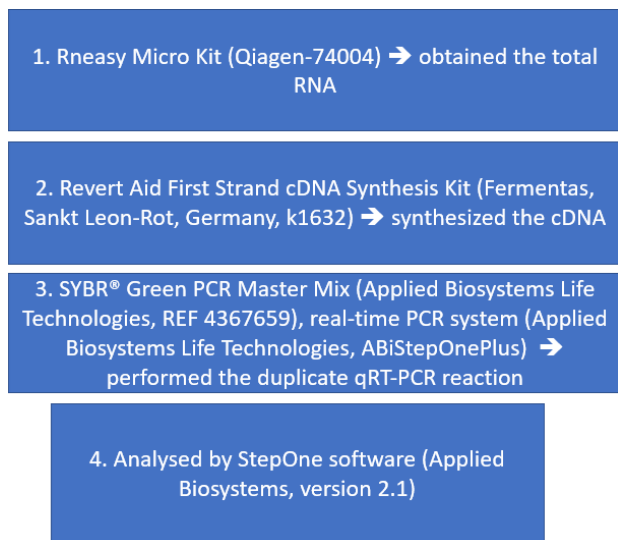 1. Rneasy Micro Kit (Qiagen-74004) ➔ obtained the total
RNA
2. Revert Aid First Strand cDNA Synthesis Kit (Fermentas,
Sankt Leon-Rot, Germany, k1632) ➔ synthesized the cDNA
3. SYBR® Green PCR Master Mix (Applied Biosystems Life
Technologies, REF 4367659), real-time PCR system (Applied
Biosystems Life Technologies, ABiStepOnePlus) ➔
performed the duplicate qRT-PCR reaction
4. Analysed by StepOne software (Applied
Biosystems, version 2.1)